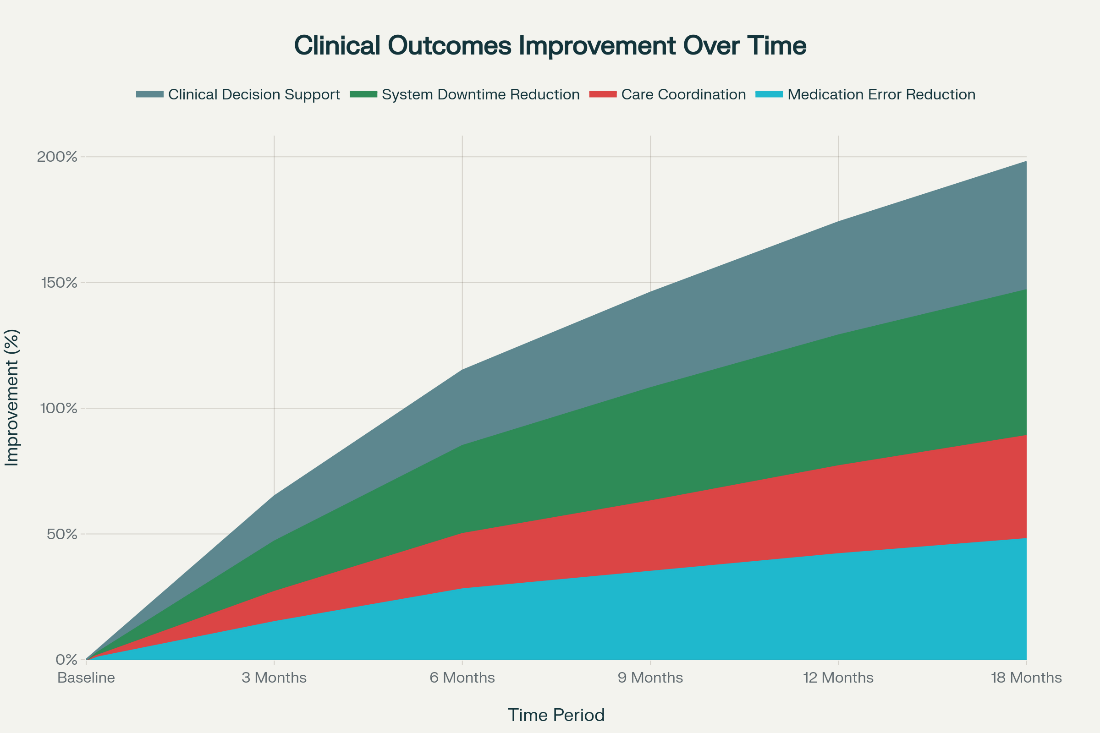 Clinical Outcomes Improvement Over Time
Clinical Decision Support System Downtime Reduction Care Coordination Medication Error Reduction
Improvement (%)
200%
150%
100%
50%
0%
Baseline 3 Months 6 Months 9 Months 12 Months 18 Months
Time Period